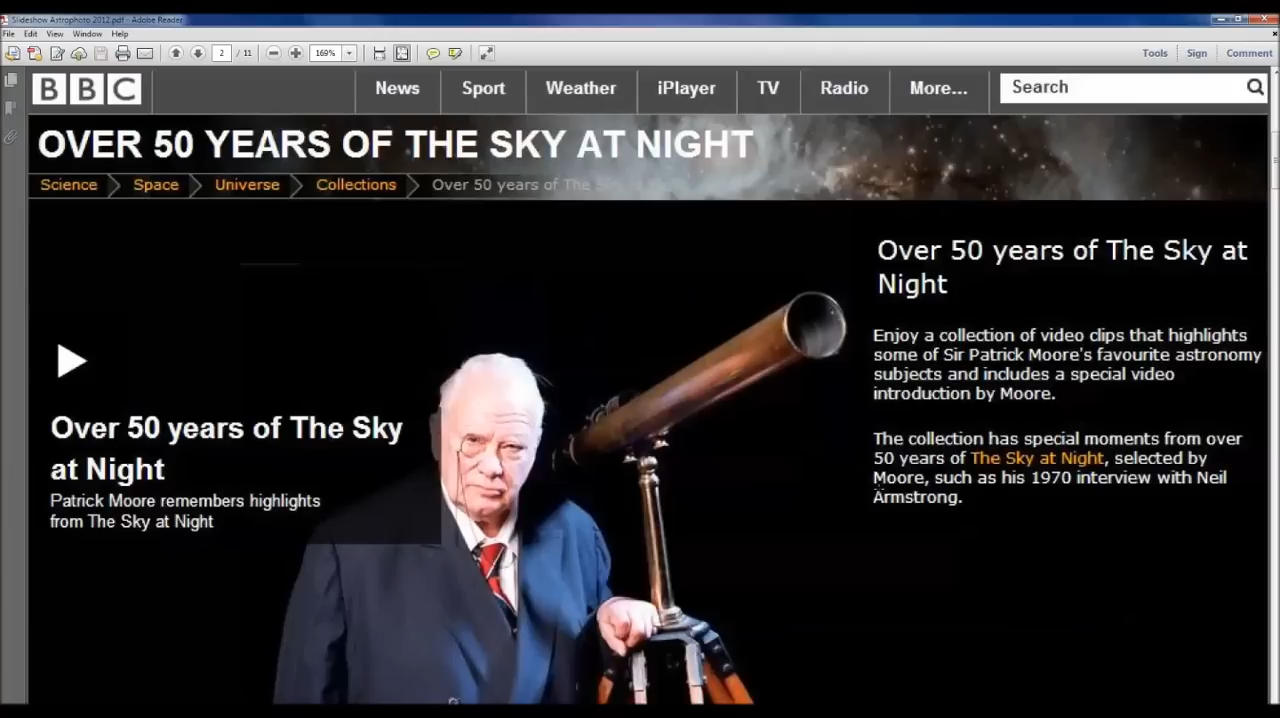 Slideshow Astrophoto 2012.pdf - Adobe Reader
File Edit View Window Help
2 / 11 169% Tools Sign Comment
BBC News Sport Weather iPlayer TV Radio More... Search
OVER 50 YEARS OF THE SKY AT NIGHT
Science Space Universe Collections Over 50 years of The
Over 50 years of The Sky at
Night
Enjoy a collection of video clips that highlights
some of Sir Patrick Moore's favourite astronomy
subjects and includes a special video
introduction by Moore.
The collection has special moments from over
50 years of The Sky at Night, selected by
Moore, such as his 1970 interview with Neil
Armstrong.
Over 50 years of The Sky
at Night
Patrick Moore remembers highlights
from The Sky at Night